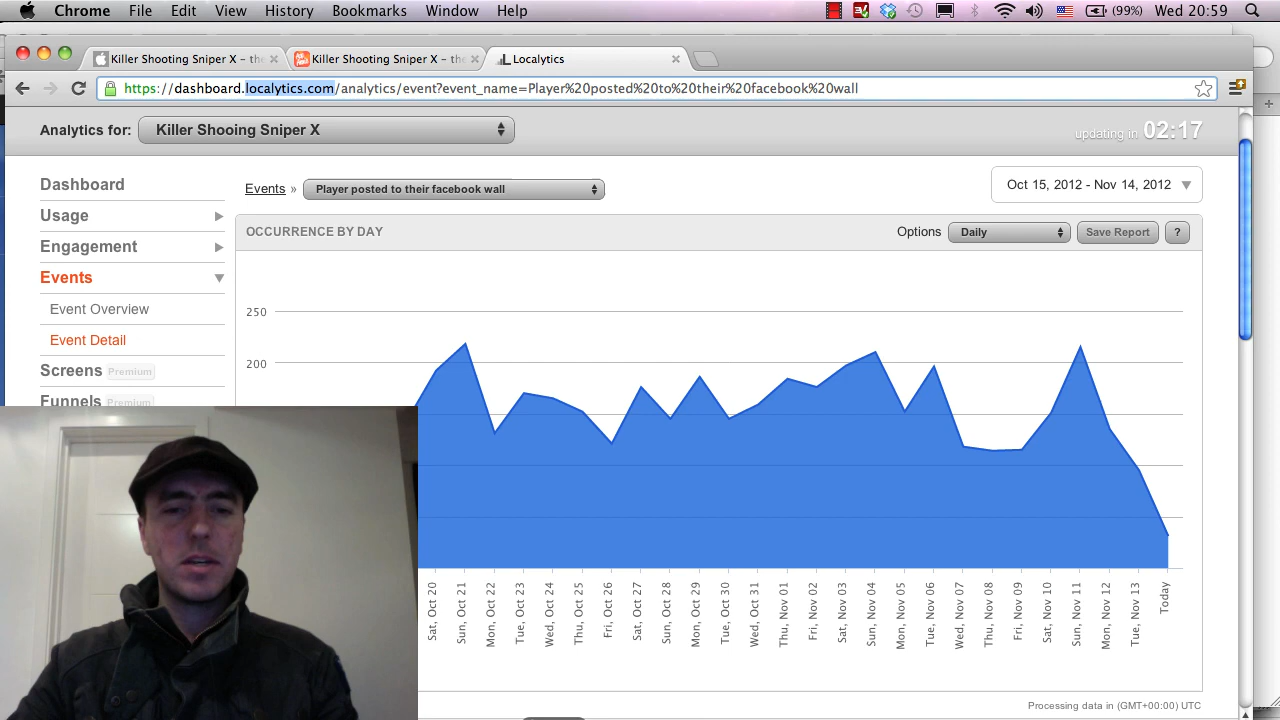 Chrome File Edit View History Bookmarks Window Help (99%) Wed 20:59
Killer Shooting Sniper X – the Killer Shooting Sniper X – the Localytics
https://dashboard.localytics.com/analytics/event?event_name=Player%20posted%20to%20their%20facebook%20wall
Analytics for: Killer Shooing Sniper X updating in 02:17
Dashboard
Usage
Engagement
Events
Event Overview
Event Detail
Screens Premium
Funnels Premium
Events » Player posted to their facebook wall Oct 15, 2012 - Nov 14, 2012
OCCURRENCE BY DAY Options Daily Save Report ?
250
200
Sat, Oct 20
Sun, Oct 21
Mon, Oct 22
Tue, Oct 23
Wed, Oct 24
Thu, Oct 25
Fri, Oct 26
Sat, Oct 27
Sun, Oct 28
Mon, Oct 29
Tue, Oct 30
Wed, Oct 31
Thu, Nov 01
Fri, Nov 02
Sat, Nov 03
Sun, Nov 04
Mon, Nov 05
Tue, Nov 06
Wed, Nov 07
Thu, Nov 08
Fri, Nov 09
Sat, Nov 10
Sun, Nov 11
Mon, Nov 12
Tue, Nov 13
Today
Processing data in (GMT+00:00) UTC